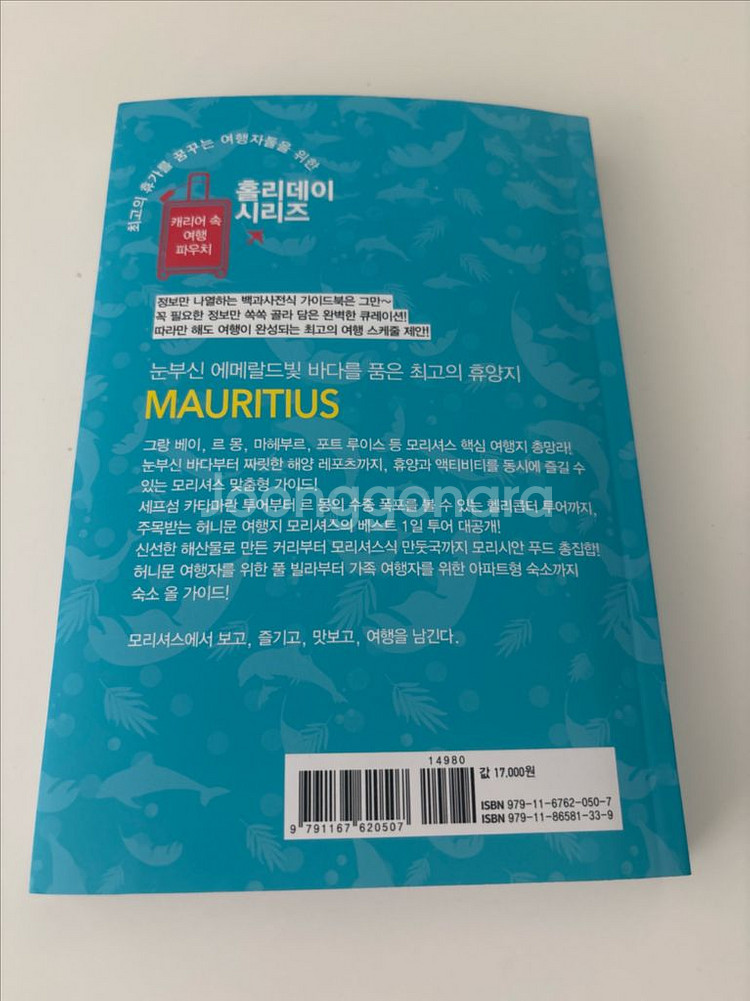 최고의 휴가를 꿈꾸는 여행자들을 위한
홀리데이
시리즈
캐리어 속
여행
파우치
정보만 나열하는 백과사전식 가이드북은 그만~
꼭 필요한 정보만 쏙쏙 골라 담은 완벽한 큐레이션!
따라만 해도 여행이 완성되는 최고의 여행 스케줄 제안!
눈부신 에메랄드빛 바다를 품은 최고의 휴양지
MAURITIUS
그랑 베이, 르 몽, 마헤부르, 포트 루이스 등 모리셔스 핵심 여행지 총망라!
눈부신 바다부터 짜릿한 해양 레포츠까지, 휴양과 액티비티를 동시에 즐길 수
있는 모리셔스 맞춤형 가이드!
세프섬 카타마란 투어부터 르 몽의 수중 폭포를 볼 수 있는 헬리콥터 투어까지,
주목받는 허니문 여행지 모리셔스의 베스트 1일 투어 대공개!
신선한 해산물로 만든 커리부터 모리셔스식 만둣국까지 모리시안 푸드 총집합!
허니문 여행자를 위한 풀 빌라부터 가족 여행자를 위한 아파트형 숙소까지
숙소 올 가이드!
모리셔스에서 보고, 즐기고, 맛보고, 여행을 남긴다.
joonggonara
14980
값 17,000원
ISBN 979-11-6762-050-7
ISBN 979-11-86581-33-9
9 791167 620507